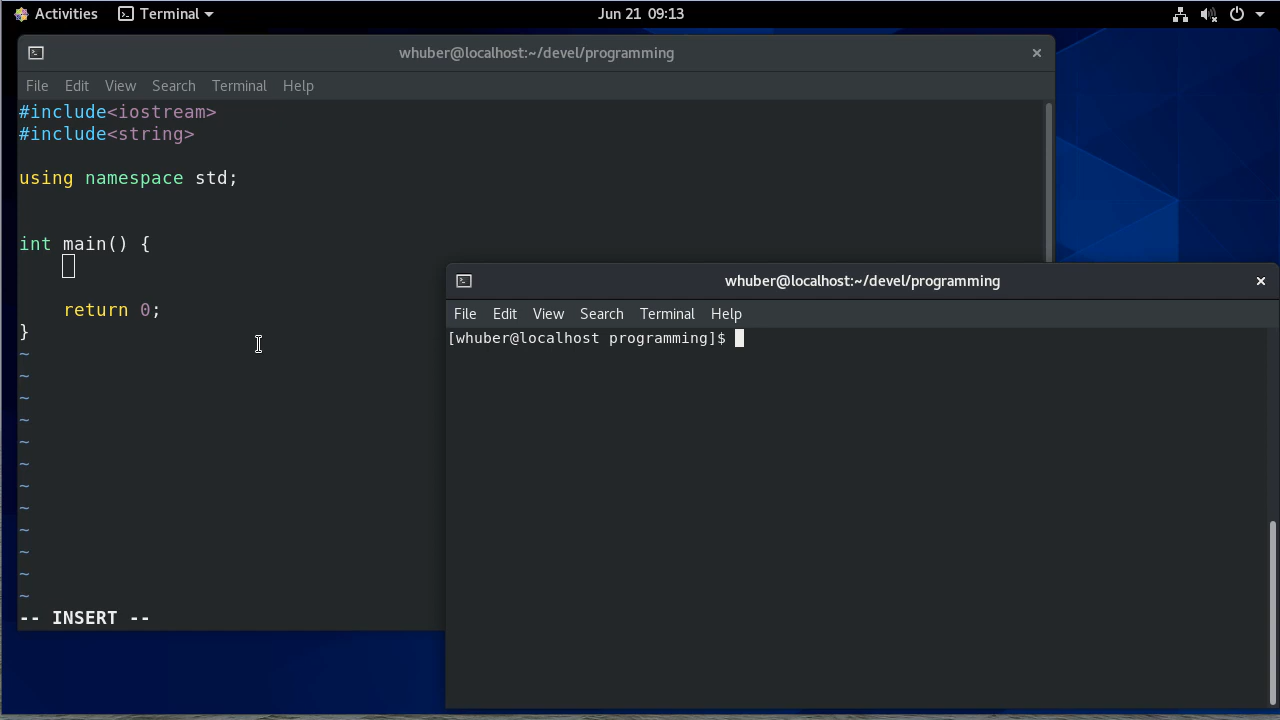 Activities Terminal Jun 21 09:13
whuber@localhost:~/devel/programming
File Edit View Search Terminal Help
#include<iostream>
#include<string>
using namespace std;
int main() {
return 0;
}
~
~
~
~
~
~
~
~
~
~
~
~
-- INSERT --
whuber@localhost:~/devel/programming
File Edit View Search Terminal Help
[whuber@localhost programming]$